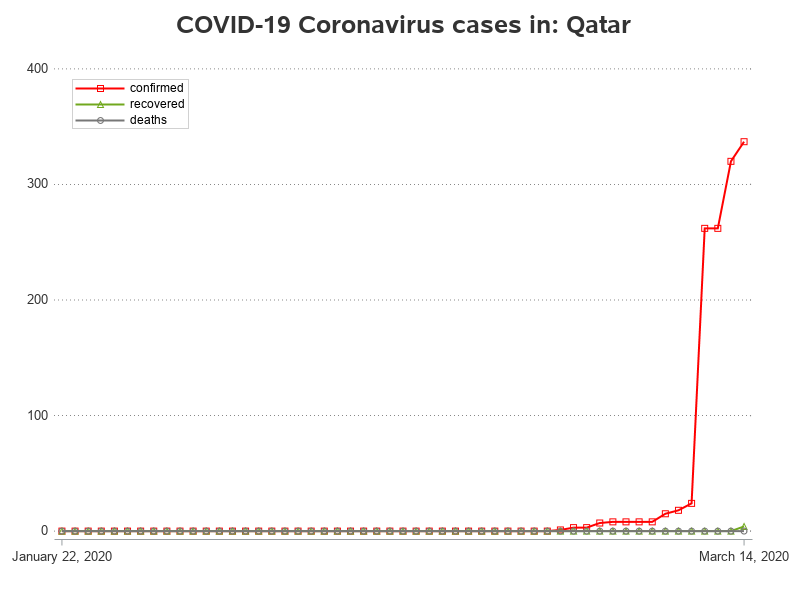 COVID-19 Coronavirus cases in: Qatar
400
confirmed
recovered
deaths
300
200
100
0
January 22, 2020
March 14, 2020